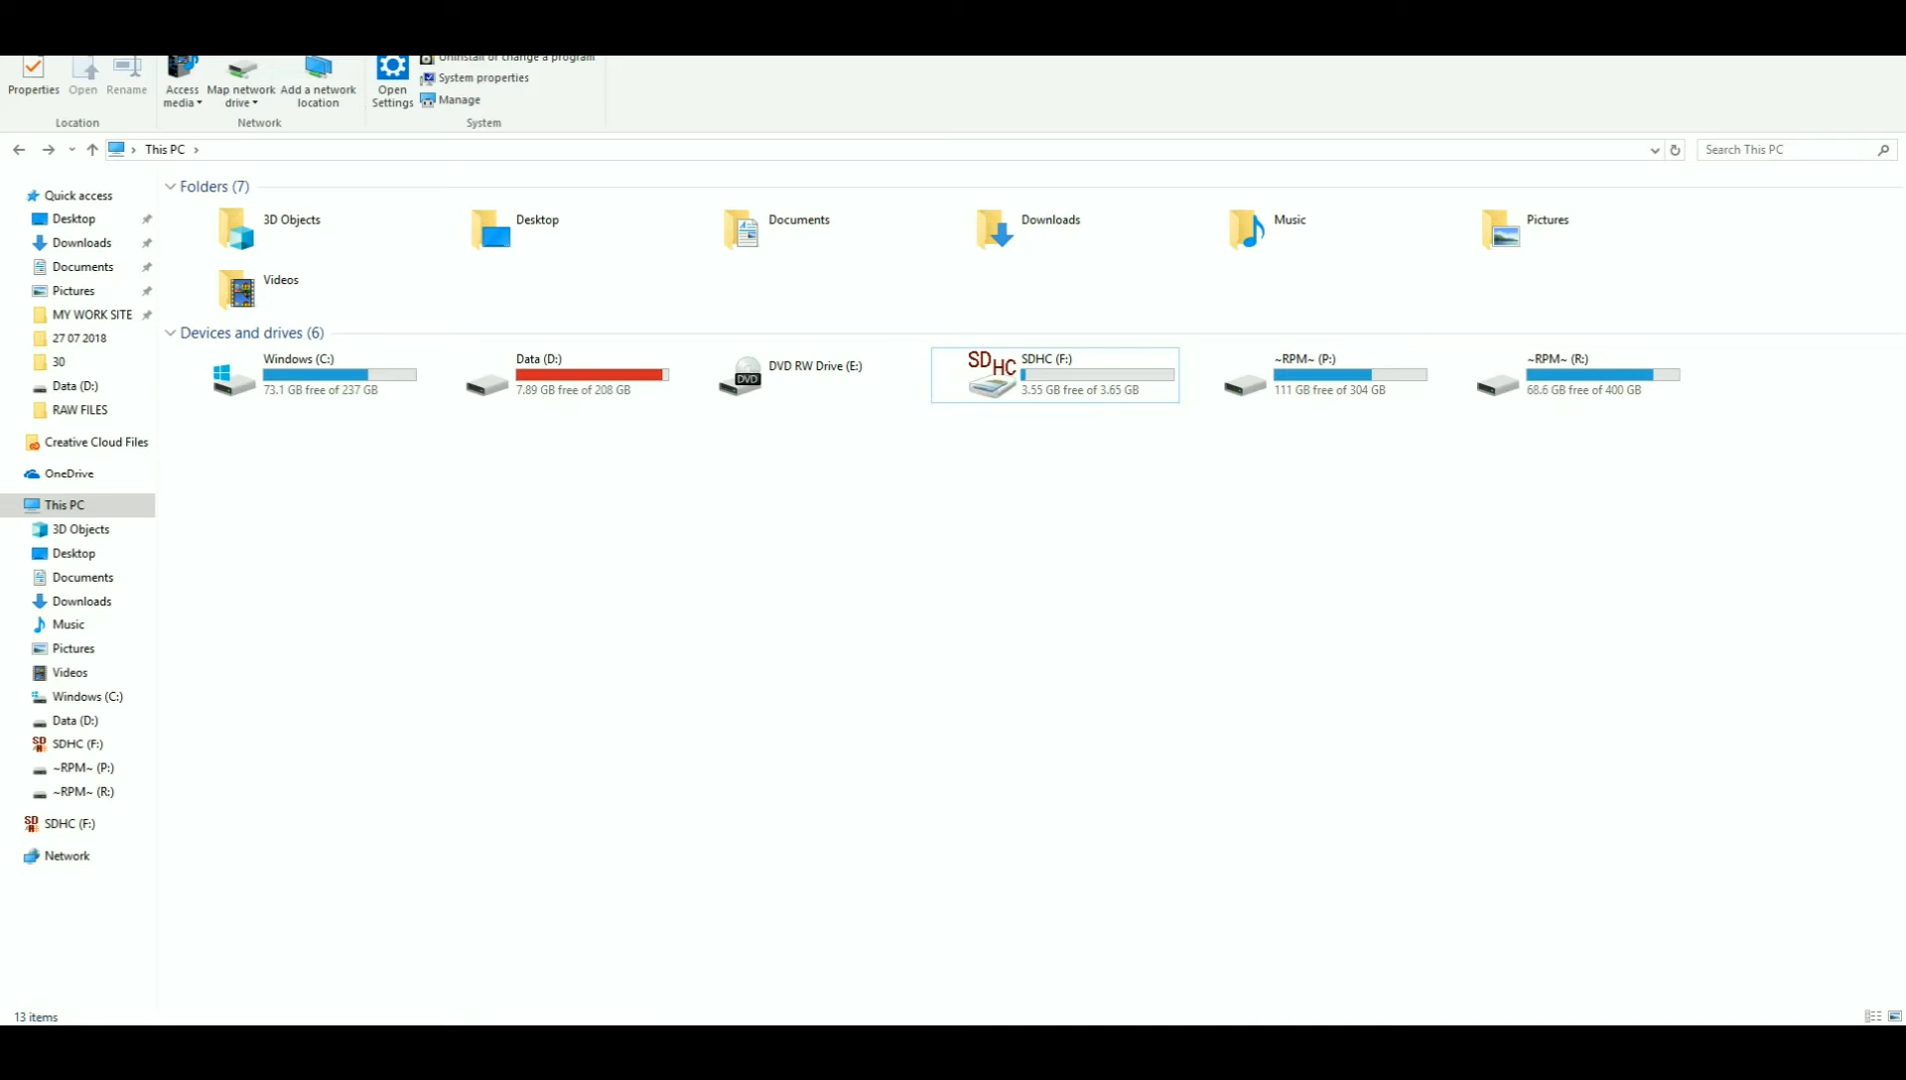 Uninstall or change a program
Properties Open Rename Access media Map network drive Add a network location Open Settings System properties
Manage
Location Network System
This PC
Search This PC
Quick access
Desktop
Downloads
Documents
Pictures
MY WORK SITE
27 07 2018
30
Data (D:)
RAW FILES
Creative Cloud Files
OneDrive
This PC
3D Objects
Desktop
Documents
Downloads
Music
Pictures
Videos
Windows (C:)
Data (D:)
SDHC (F:)
~RPM~ (P:)
~RPM~ (R:)
SDHC (F:)
Network
Folders (7)
3D Objects
Desktop
Documents
Downloads
Music
Pictures
Videos
Devices and drives (6)
Windows (C:)
73.1 GB free of 237 GB
Data (D:)
7.89 GB free of 208 GB
DVD
DVD RW Drive (E:)
SDHC
SDHC (F:)
3.55 GB free of 3.65 GB
~RPM~ (P:)
111 GB free of 304 GB
~RPM~ (R:)
68.6 GB free of 400 GB
13 items